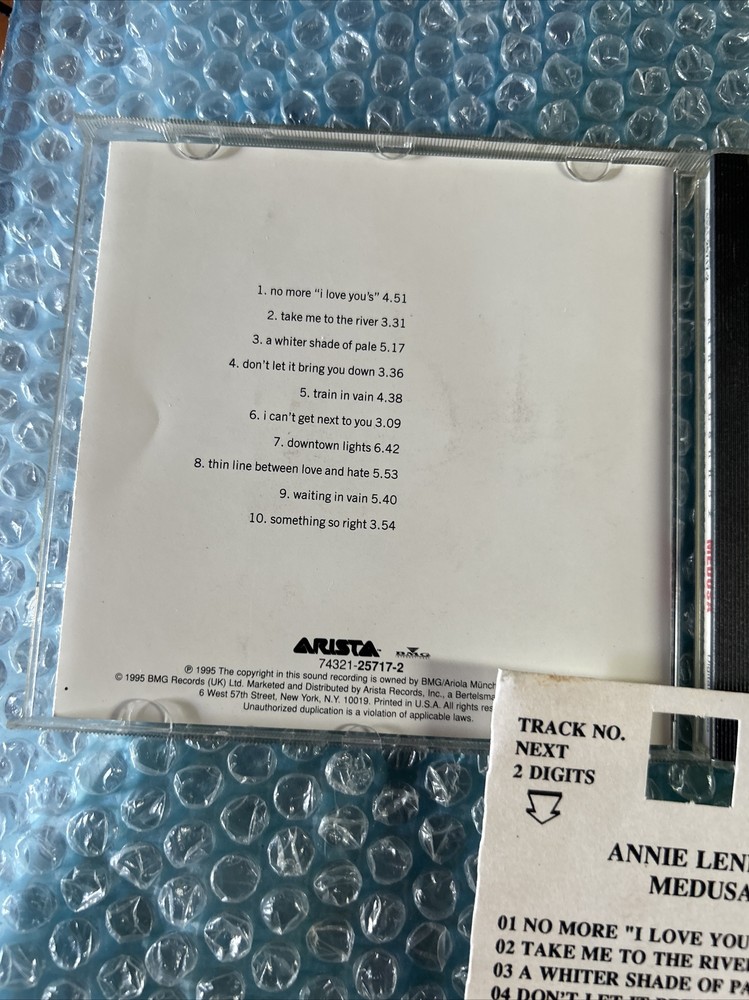 1. no more "i love you's" 4.51
2. take me to the river 3.31
3. a whiter shade of pale 5.17
4. don't let it bring you down 3.36
5. train in vain 4.38
6. i can't get next to you 3.09
7. downtown lights 6.42
8. thin line between love and hate 5.53
9. waiting in vain 5.40
10. something so right 3.54
ARISTA BMG
74321-25717-2
℗ 1995 The copyright in this sound recording is owned by BMG/Ariola
© 1995 BMG Records (UK) Ltd. Marketed and Distributed by Arista Records, Inc., a
6 West 57th Street, New York, N.Y. 10019. Printed in U.S.A. All rights
Unauthorized duplication is a violation of applicable laws.
MEDUSA
TRACK NO.
NEXT
2 DIGITS
ANNIE
MEDUSA
01 NO MORE "I LOVE
02 TAKE ME TO THE
03 A WHITER SHADE OF
04 DON'T LET